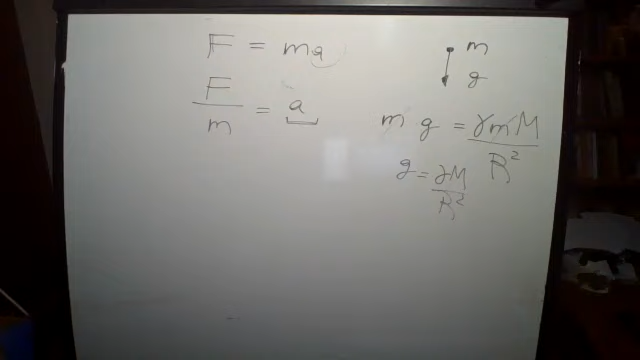 F = ma
F/m = a
m
g
m g = γmM/R²
g = γM/R²